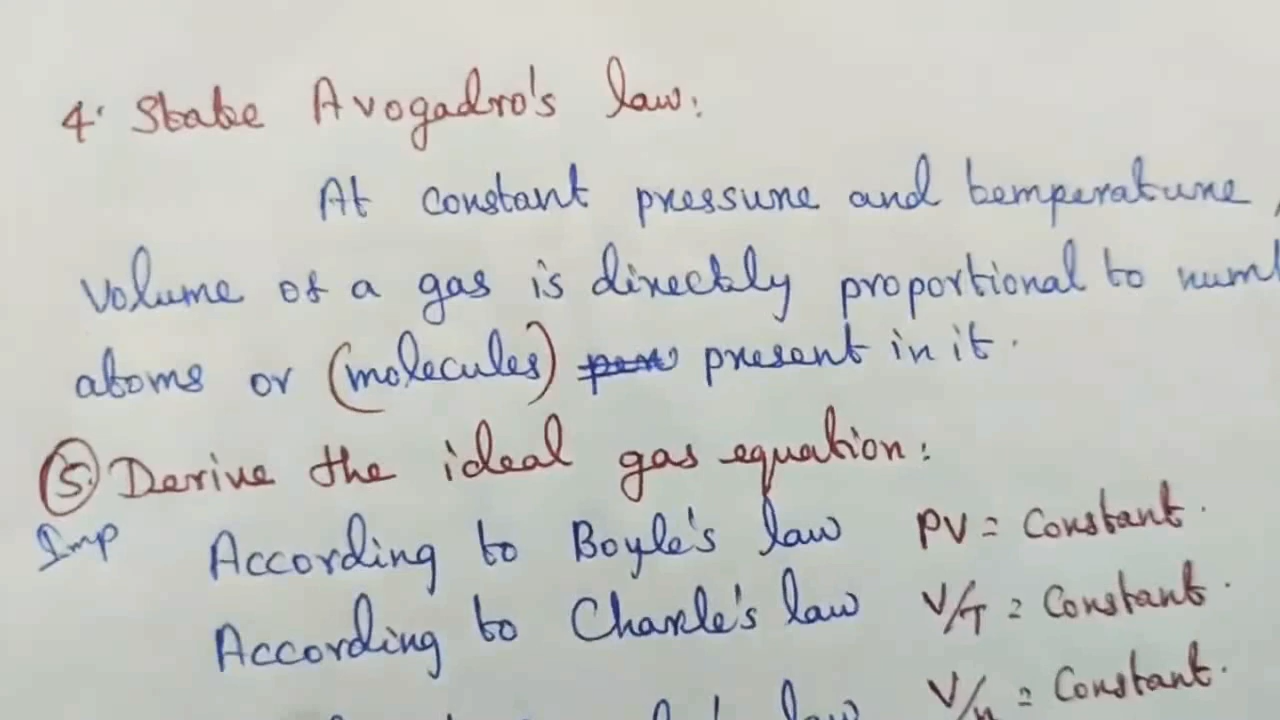 4. State Avogadro's law:
At constant pressure and temperature,
volume of a gas is directly proportional to num
atoms or (molecules) present in it.
5. Derive the ideal gas equation:
Imp
According to Boyle's law PV = Constant.
According to Charle's law V/T = Constant.
law V/n = Constant.